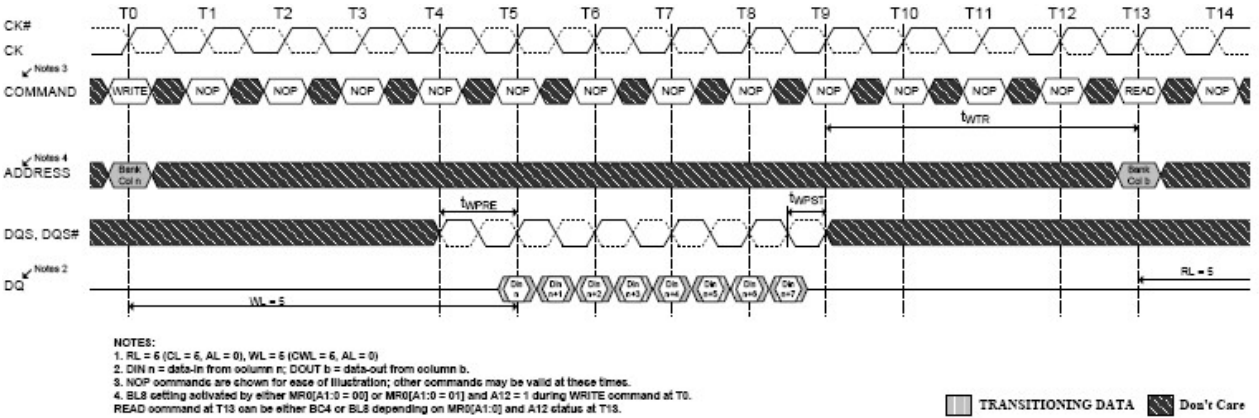 T0 T1 T2 T3 T4 T5 T6 T7 T8 T9 T10 T11 T12 T13 T14
CK#
CK
Notes 3
COMMAND WRITE NOP NOP NOP NOP NOP NOP NOP NOP NOP NOP NOP NOP READ NOP
tWTR
Notes 4
ADDRESS Bank Col n Bank Col b
tWPRE tWPST
DQS, DQS#
Notes 2
DQ Din n Din n+1 Din n+2 Din n+3 Din n+4 Din n+5 Din n+6 Din n+7
WL = 5 RL = 5
NOTES:
1. RL = 5 (CL = 5, AL = 0), WL = 5 (CWL = 5, AL = 0)
2. DIN n = data-in from column n; DOUT b = data-out from column b.
3. NOP commands are shown for ease of illustration; other commands may be valid at these times.
4. BL8 setting activated by either MR0[A1:0 = 00] or MR0[A1:0 = 01] and A12 = 1 during WRITE command at T0.
READ command at T13 can be either BC4 or BL8 depending on MR0[A1:0] and A12 status at T13.
TRANSITIONING DATA Don't Care